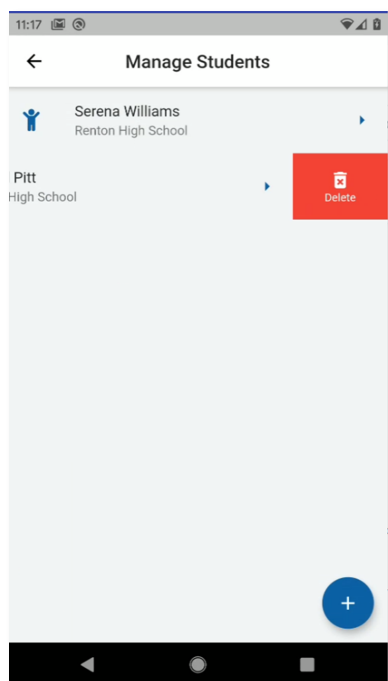 11:17
Manage Students
Serena Williams
Renton High School
Pitt
High School
Delete